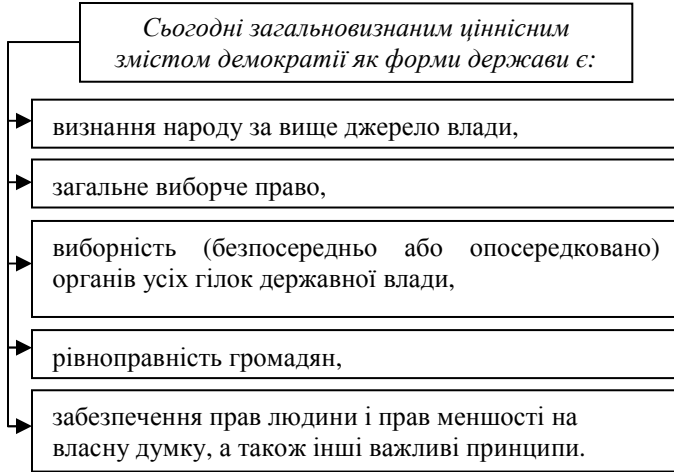 Сьогодні загальновизнаним ціннісним
змістом демократії як форми держави є:
визнання народу за вище джерело влади,
загальне виборче право,
виборність (безпосередньо або опосередковано)
органів усіх гілок державної влади,
рівноправність громадян,
забезпечення прав людини і прав меншості на
власну думку, а також інші важливі принципи.